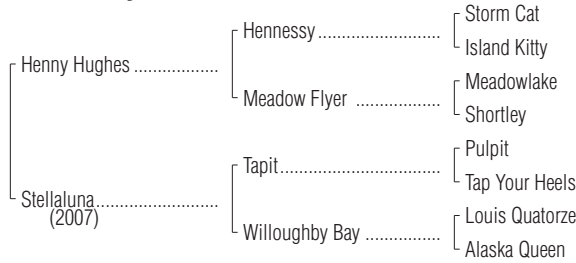 Storm Cat
Hennessy
Island Kitty
Henny Hughes
Meadowlake
Meadow Flyer
Shortley
Pulpit
Tapit
Tap Your Heels
Stellaluna
(2007)
Louis Quatorze
Willoughby Bay
Alaska Queen